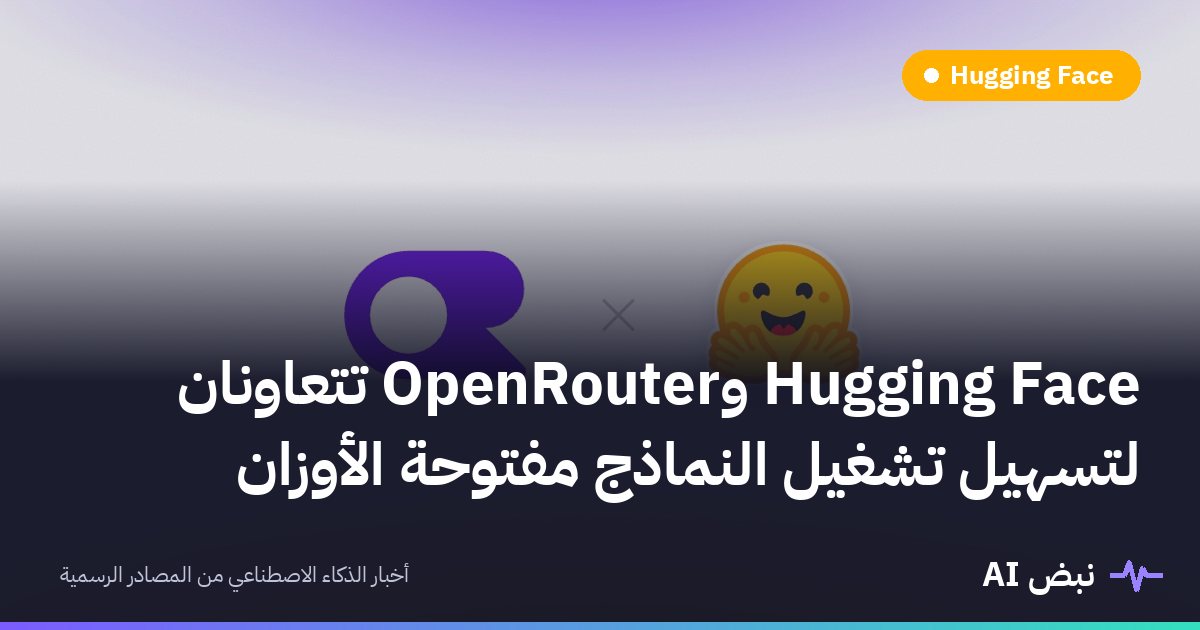 Hugging Face
Hugging Face وOpenRouter تتعاونان
لتسهيل تشغيل النماذج مفتوحة الأوزان
نبض AI
أخبار الذكاء الاصطناعي من المصادر الرسمية